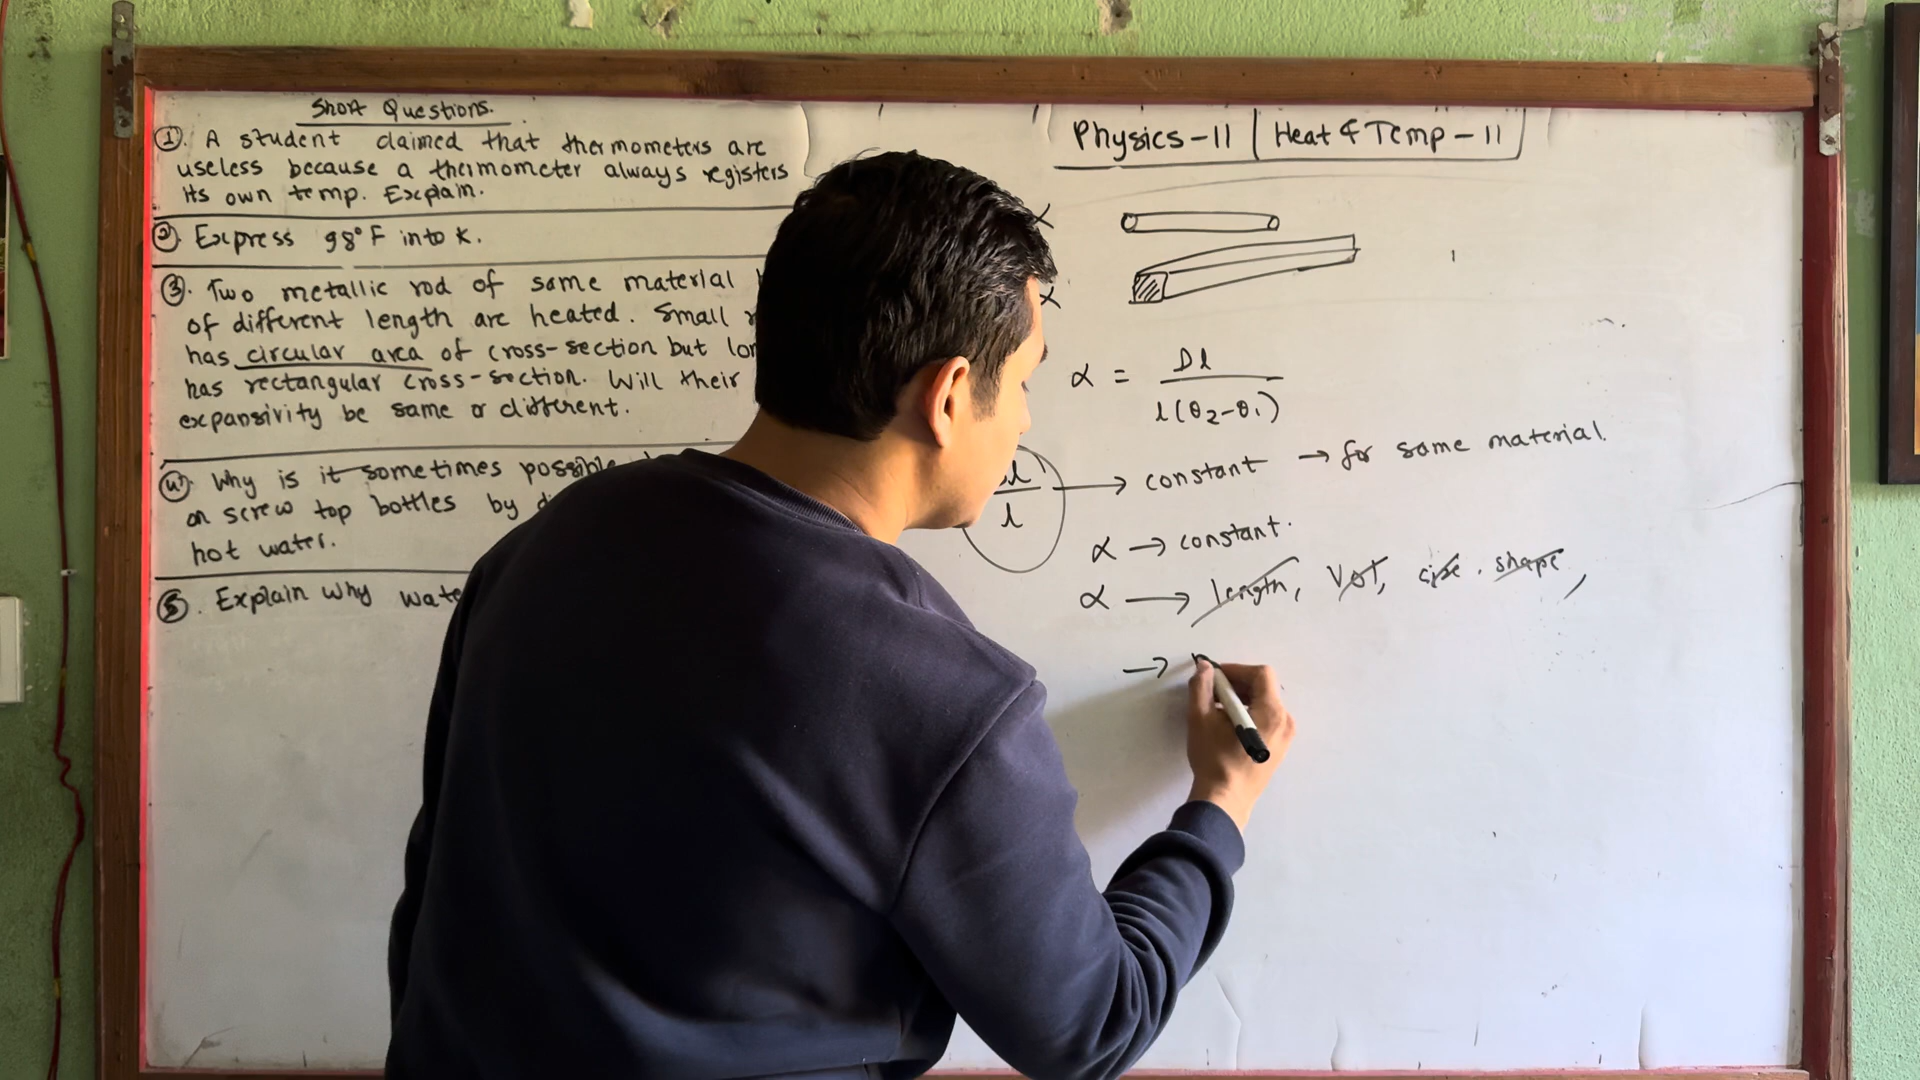 Short Questions.
①. A student claimed that thermometers are
useless because a thermometer always registers
its own temp. Explain.
②. Express 98°F into K.
③. Two metallic rod of same material
of different length are heated. Small
has circular area of cross-section but
has rectangular cross-section. Will their
expansivity be same or different.
④. Why is it sometimes possible
on screw top bottles by
hot water.
⑤. Explain why
Physics-11 | Heat & Temp-11
α = Dl / l(θ2-θ1)
l → constant → for same material.
α → constant.
α → length, Vol, size. shape,
→